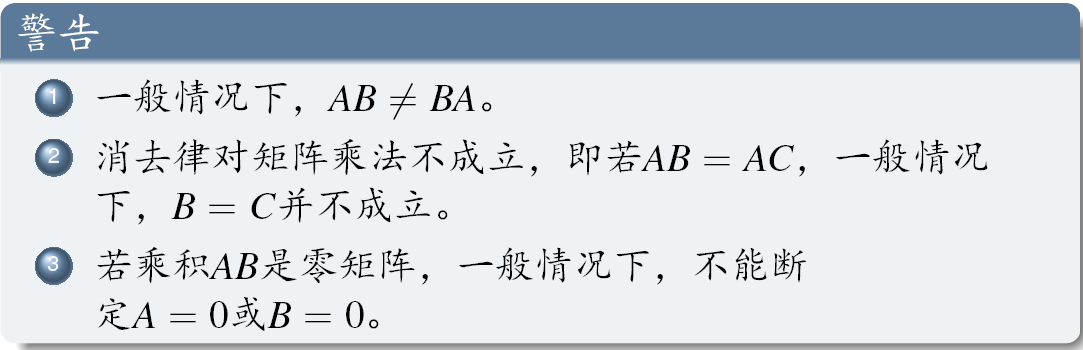 警告
1 一般情况下，AB ≠ BA。
2 消去律对矩阵乘法不成立，即若AB = AC，一般情况
下，B = C并不成立。
3 若乘积AB是零矩阵，一般情况下，不能断
定A = 0或B = 0。